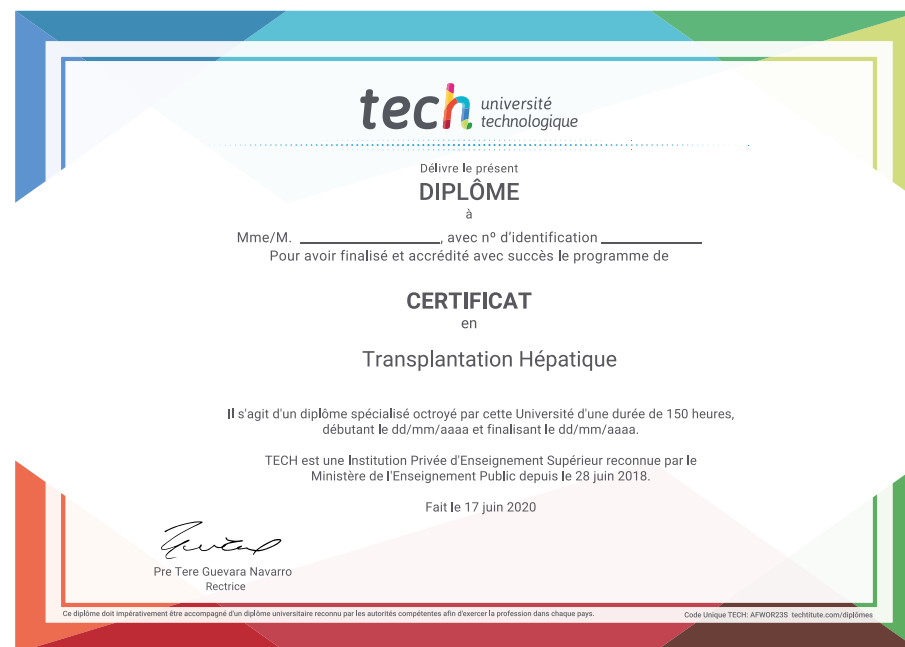 tech université
technologique
Délivre le présent
DIPLÔME
à
Mme/M. ____________________, avec nº d'identification ______________
Pour avoir finalisé et accrédité avec succès le programme de
CERTIFICAT
en
Transplantation Hépatique
Il s'agit d'un diplôme spécialisé octroyé par cette Université d'une durée de 150 heures,
débutant le dd/mm/aaaa et finalisant le dd/mm/aaaa.
TECH est une Institution Privée d'Enseignement Supérieur reconnue par le
Ministère de l'Enseignement Public depuis le 28 juin 2018.
Fait le 17 juin 2020
Pre Tere Guevara Navarro
Rectrice
Ce diplôme doit impérativement être accompagné d'un diplôme universitaire reconnu par les autorités compétentes afin d'exercer la profession dans chaque pays.
Code Unique TECH: AFWOR23S techtitute.com/diplômes